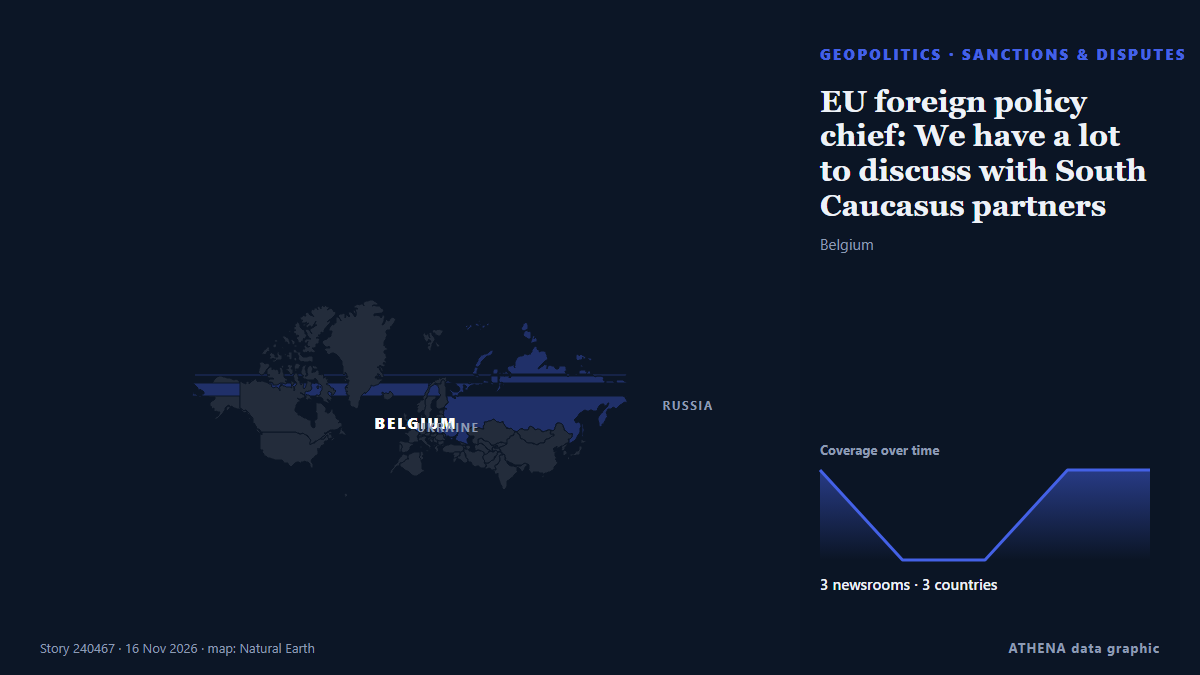 GEOPOLITICS · SANCTIONS & DISPUTES
EU foreign policy
chief: We have a lot
to discuss with South
Caucasus partners
Belgium
RUSSIA
BELGIUM
UKRAINE
Coverage over time
3 newsrooms · 3 countries
Story 240467 · 16 Nov 2026 · map: Natural Earth
ATHENA data graphic